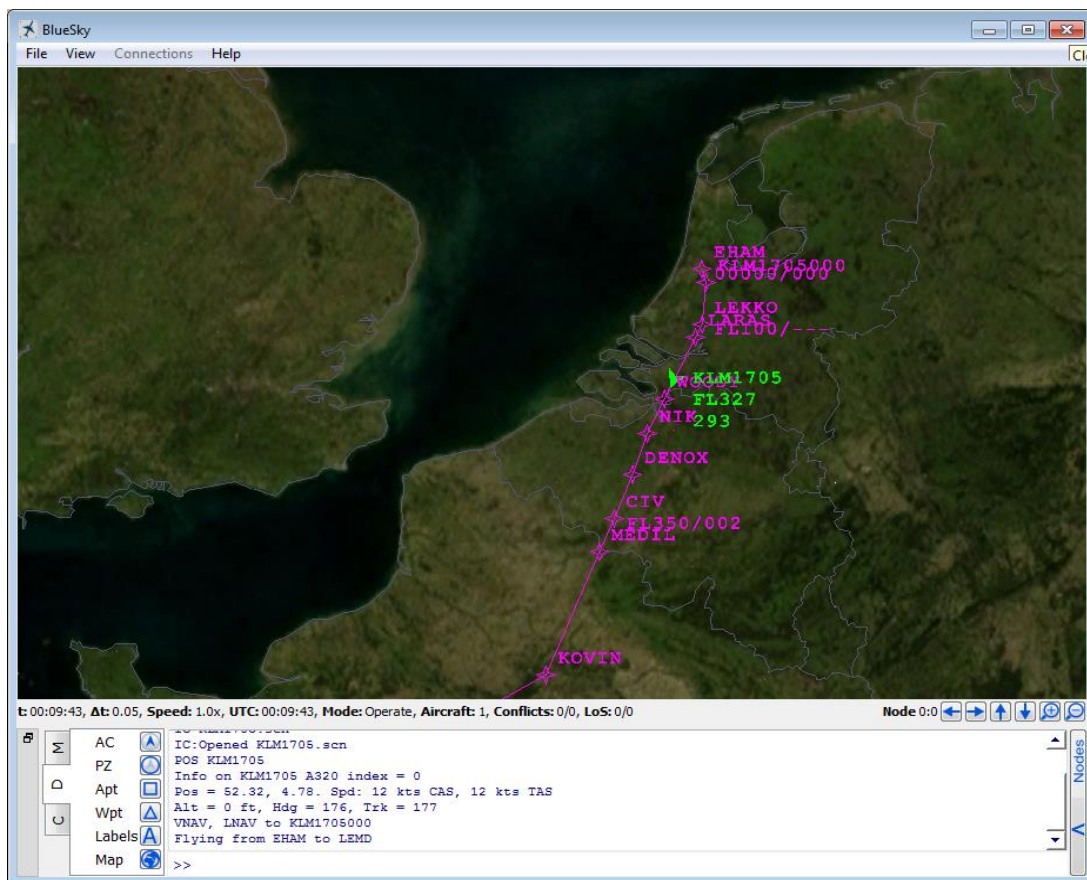 BlueSky
File View Connections Help
Clo
EHAM
KLM1705000
00000/000
LEKKO
LARAS
FL100/---
WOODY
KLM1705
FL327
293
NIK
DENOX
CIV
FL350/002
MEDIL
KOVIN
t: 00:09:43, Δt: 0.05, Speed: 1.0x, UTC: 00:09:43, Mode: Operate, Aircraft: 1, Conflicts: 0/0, LoS: 0/0
Node 0:0
M
D
C
AC
PZ
Apt
Wpt
Labels
A
Map
IC:Opened KLM1705.scn
POS KLM1705
Info on KLM1705 A320 index = 0
Pos = 52.32, 4.78. Spd: 12 kts CAS, 12 kts TAS
Alt = 0 ft, Hdg = 176, Trk = 177
VNAV, LNAV to KLM1705000
Flying from EHAM to LEMD
>>
Nodes